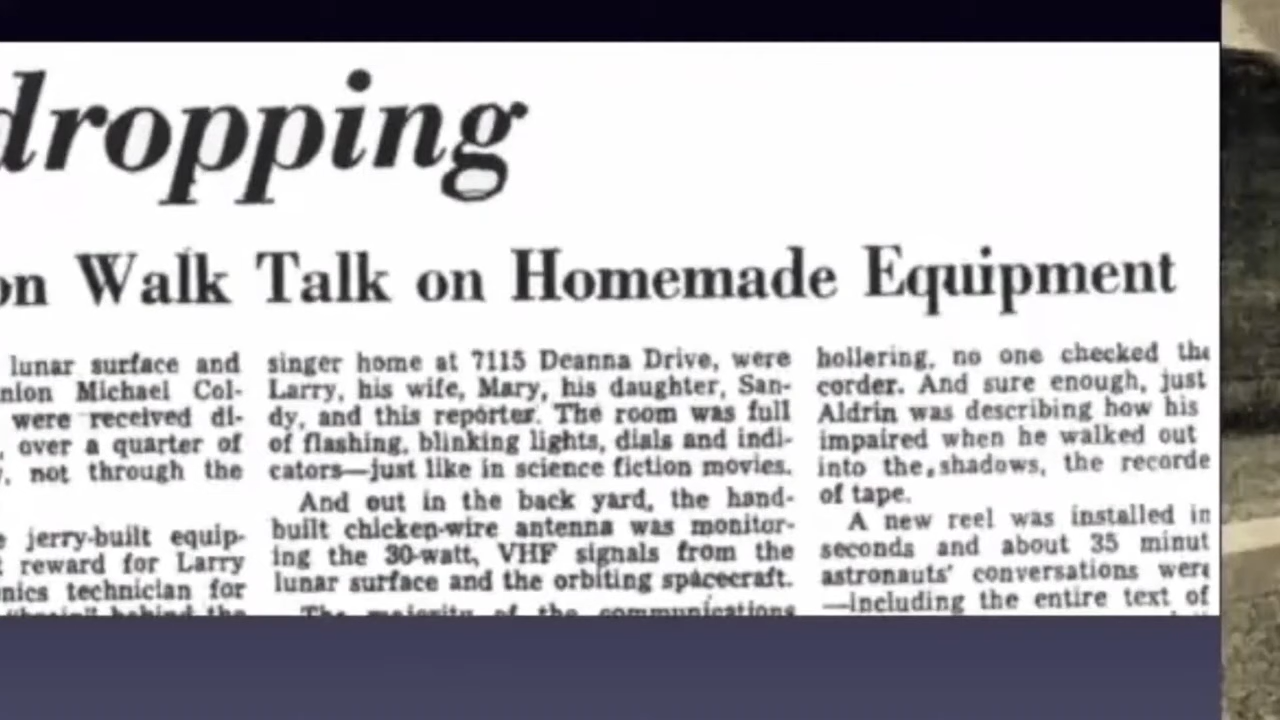 dropping
on Walk Talk on Homemade Equipment
lunar surface and
nion Michael Col-
were received di-
, over a quarter of
, not through the
e jerry-built equip-
reward for Larry
nics technician for
"brain" behind the
singer home at 7115 Deanna Drive, were
Larry, his wife, Mary, his daughter, San-
dy, and this reporter. The room was full
of flashing, blinking lights, dials and indi-
cators—just like in science fiction movies.
And out in the back yard, the hand-
built chicken-wire antenna was monitor-
ing the 30-watt, VHF signals from the
lunar surface and the orbiting spacecraft.
The majority of the communications
hollering, no one checked the
corder. And sure enough, just
Aldrin was describing how his
impaired when he walked out
into the shadows, the recorde
of tape.
A new reel was installed in
seconds and about 35 minut
astronauts' conversations were
—including the entire text of